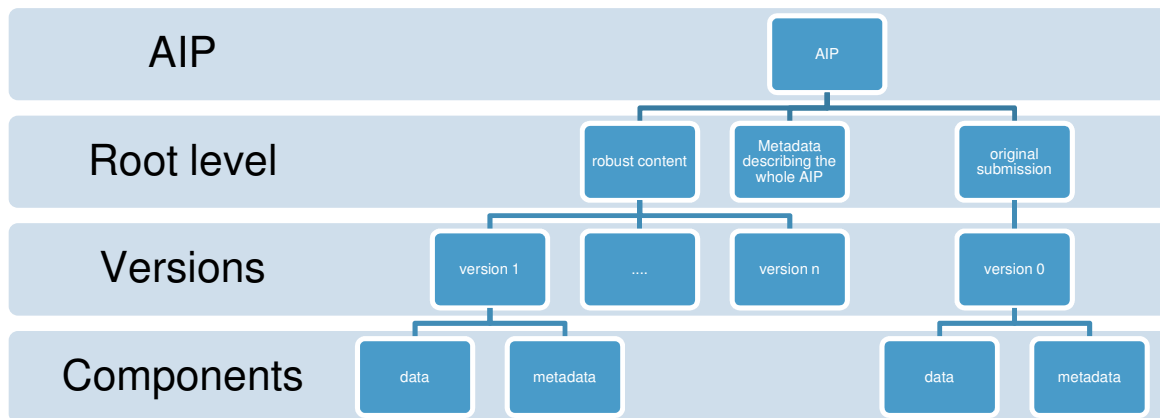 AIP
AIP
Root level
robust content
Metadata
describing the
whole AIP
original
submission
Versions
version 1
....
version n
version 0
Components
data
metadata
data
metadata